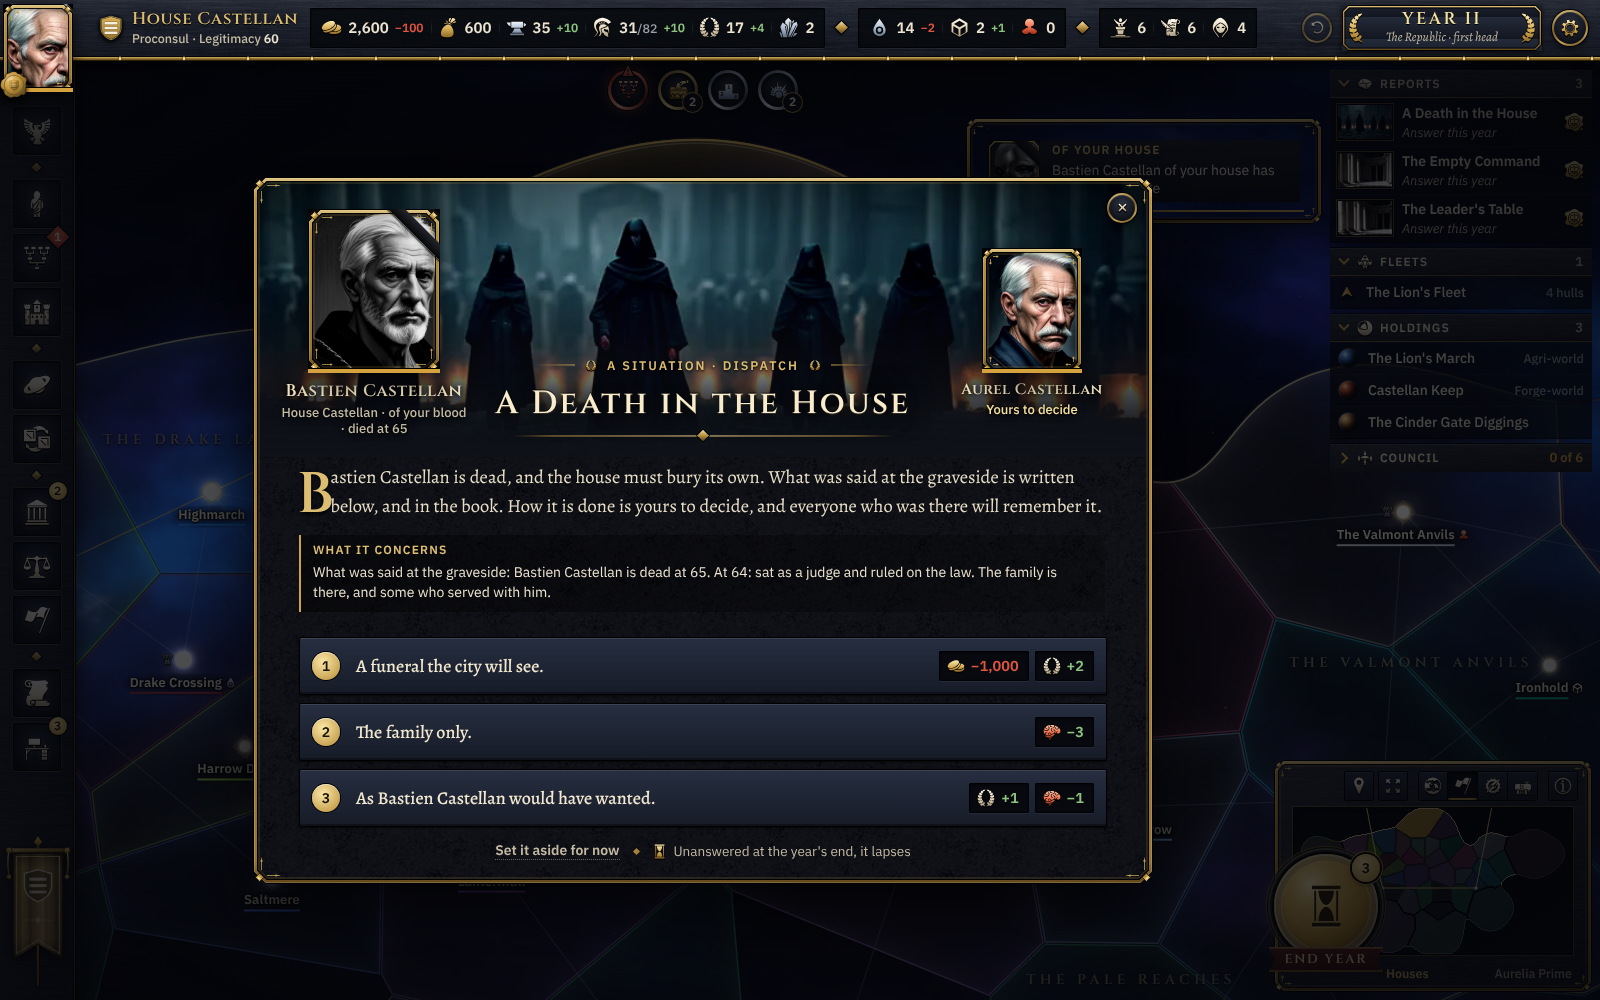 HOUSE CASTELLAN
Proconsul · Legitimacy 60
2,600 −100
600
35 +10
31/82 +10
17 +4
2
14 −2
2 +1
0
6
6
4
YEAR II
The Republic · first head
2
2
REPORTS 3
A Death in the House
Answer this year
The Empty Command
Answer this year
The Leader's Table
Answer this year
FLEETS 1
The Lion's Fleet 4 hulls
HOLDINGS 3
The Lion's March Agri-world
Castellan Keep Forge-world
The Cinder Gate Diggings
COUNCIL 0 of 6
OF YOUR HOUSE
Bastien Castellan of your house has
1
2
3
BASTIEN CASTELLAN
House Castellan · of your blood
· died at 65
A SITUATION · DISPATCH
A DEATH IN THE HOUSE
AUREL CASTELLAN
Yours to decide
Bastien Castellan is dead, and the house must bury its own. What was said at the graveside is written
below, and in the book. How it is done is yours to decide, and everyone who was there will remember it.
WHAT IT CONCERNS
What was said at the graveside: Bastien Castellan is dead at 65. At 64: sat as a judge and ruled on the law. The family is
there, and some who served with him.
1 A funeral the city will see. −1,000 +2
2 The family only. −3
3 As Bastien Castellan would have wanted. +1 −1
Set it aside for now
Unanswered at the year's end, it lapses
THE DRAKE LA
Highmarch
Drake Crossing
Harrow D
Saltmere
The Valmont Anvils
THE VALMONT ANVILS
Ironhold
ow
THE PALE REACHES
3
END YEAR
Houses
Aurelia Prime